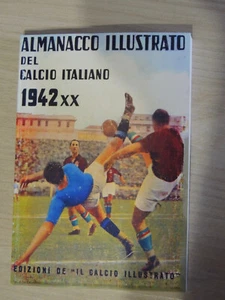 ALMANACCO ILLUSTRATO
DEL
CALCIO ITALIANO
1942 XX
EDIZIONI DE "IL CALCIO ILLUSTRATO"